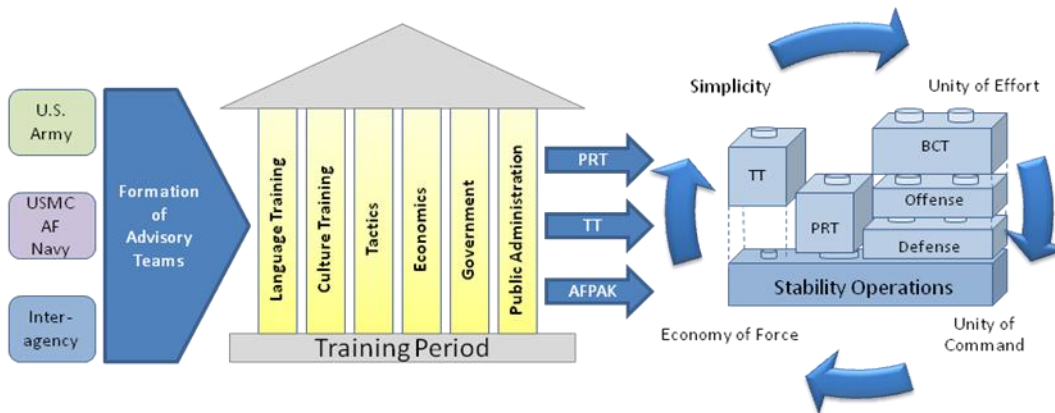 U.S.
Army
USMC
AF
Navy
Inter-
agency
Formation
of
Advisory
Teams
Language Training
Culture Training
Tactics
Economics
Government
Public Administration
Training Period
PRT
TT
AFPAK
Simplicity
Unity of Effort
TT
BCT
PRT
Offense
Defense
Stability Operations
Economy of Force
Unity of
Command